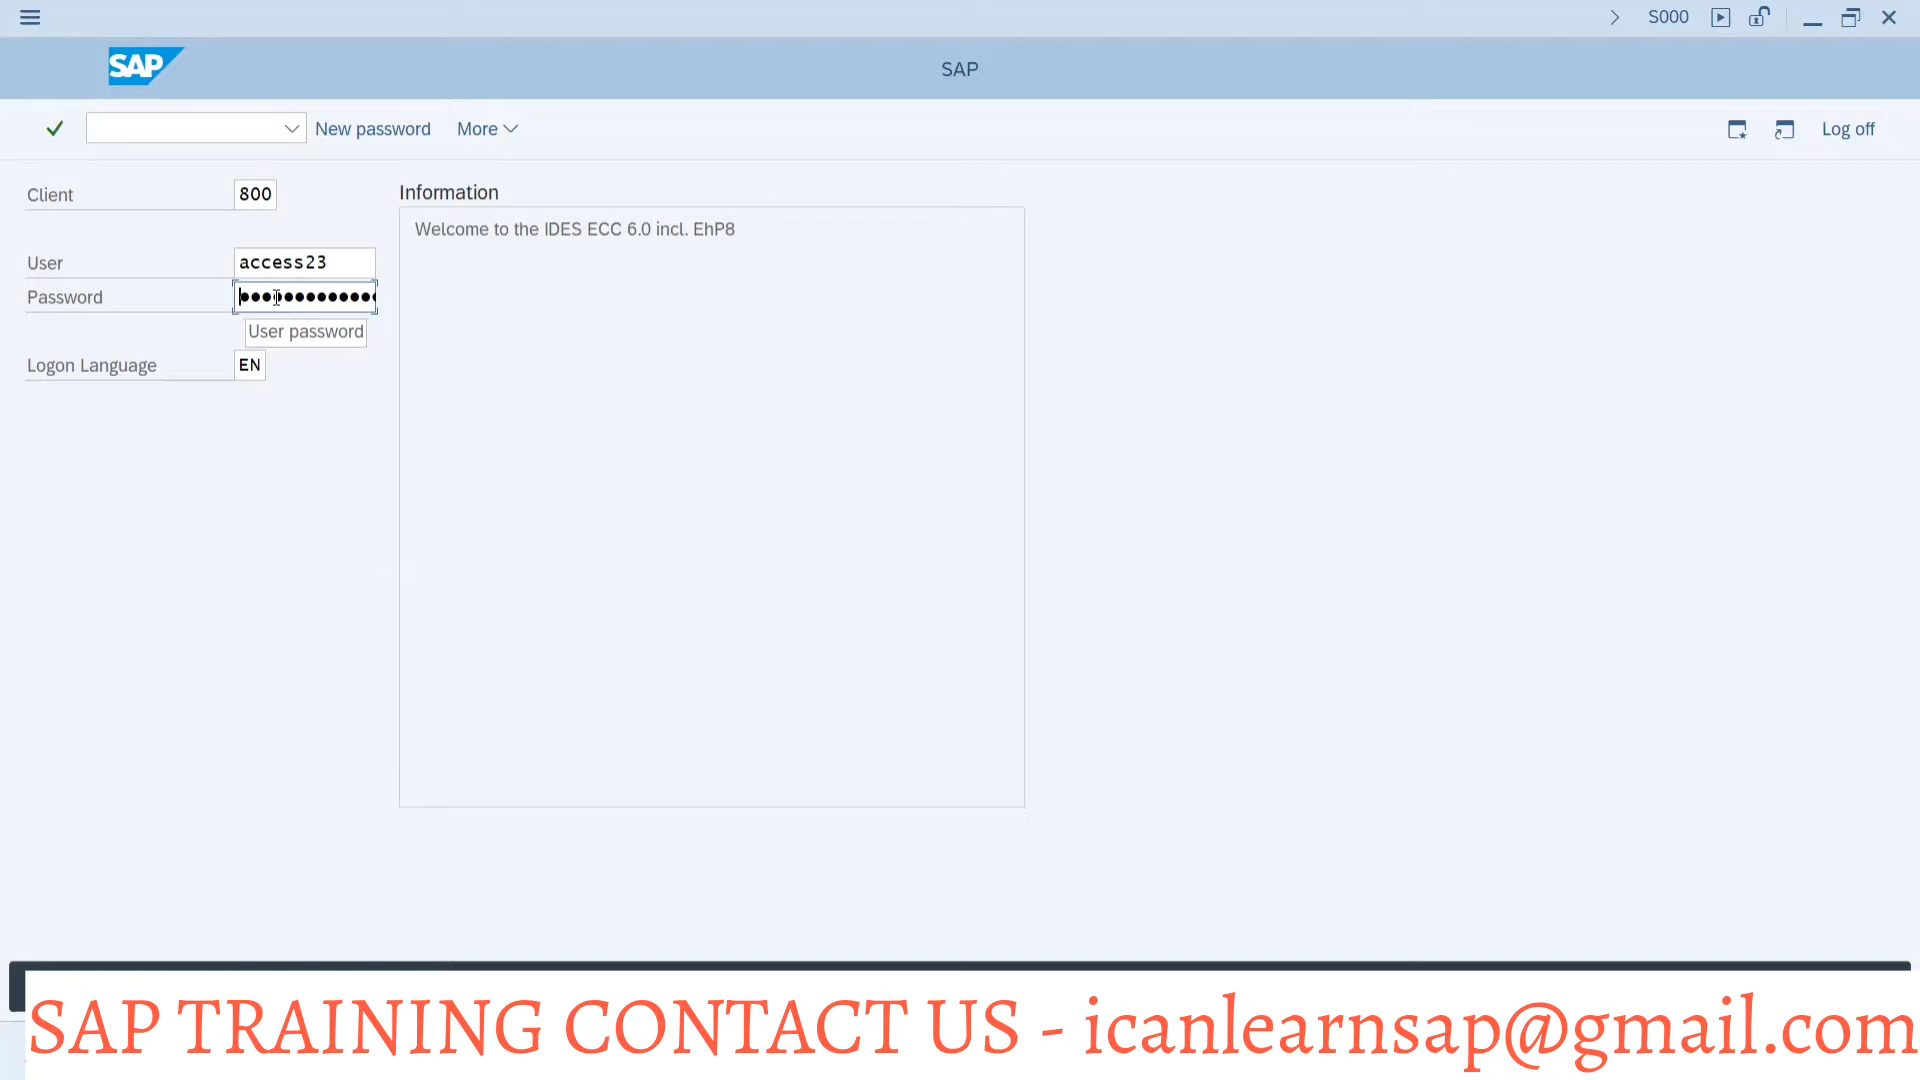 S000
SAP
SAP
New password
More
Log off
Client
800
Information
Welcome to the IDES ECC 6.0 incl. EhP8
User
access23
Password
User password
Logon Language
EN
SAP TRAINING CONTACT US - icanlearnsap@gmail.com